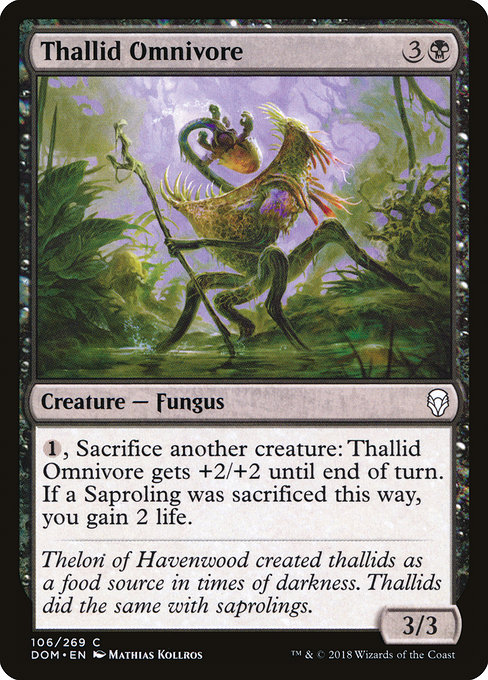 Thallid Omnivore 3
Creature — Fungus
1, Sacrifice another creature: Thallid
Omnivore gets +2/+2 until end of turn.
If a Saproling was sacrificed this way,
you gain 2 life.
Thelon of Havenwood created thallids as
a food source in times of darkness. Thallids
did the same with saprolings.
3/3
106/269 C
DOM • EN Mathias Kollros
™ & © 2018 Wizards of the Coast